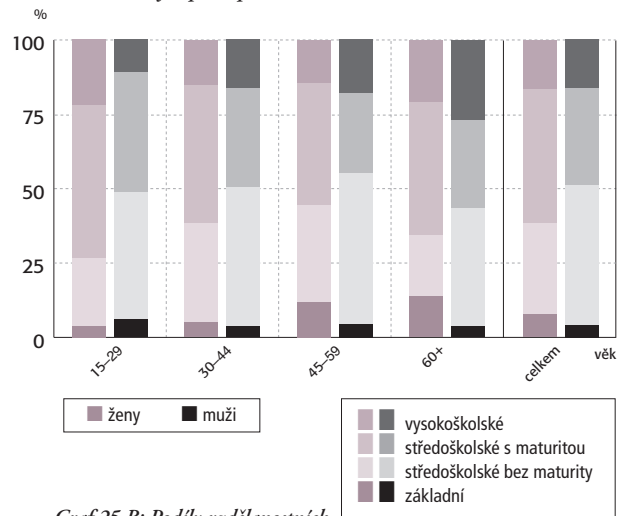 %
100
75
50
25
0
15–29
30–44
45–59
60+
celkem
věk
ženy
muži
vysokoškolské
středoškolské s maturitou
středoškolské bez maturity
základní